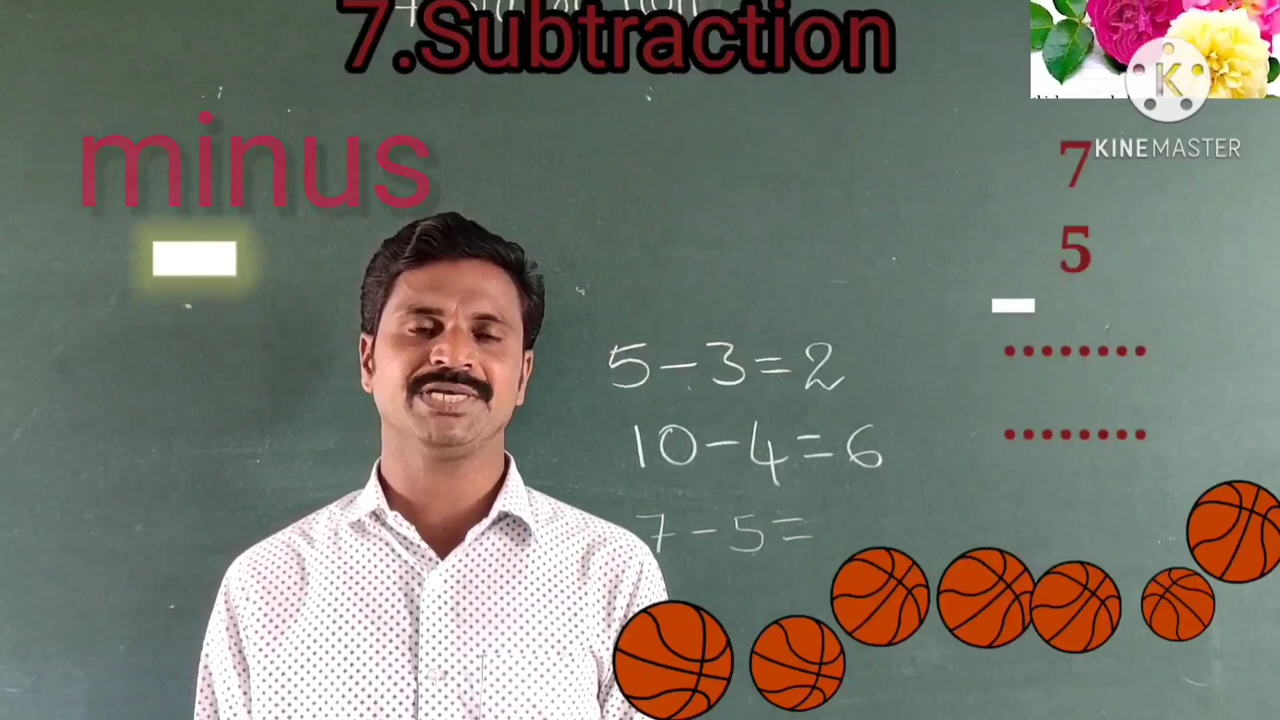 7.Subtraction
minus
KINEMASTER
7
5
5-3=2
10-4=6
7-5=